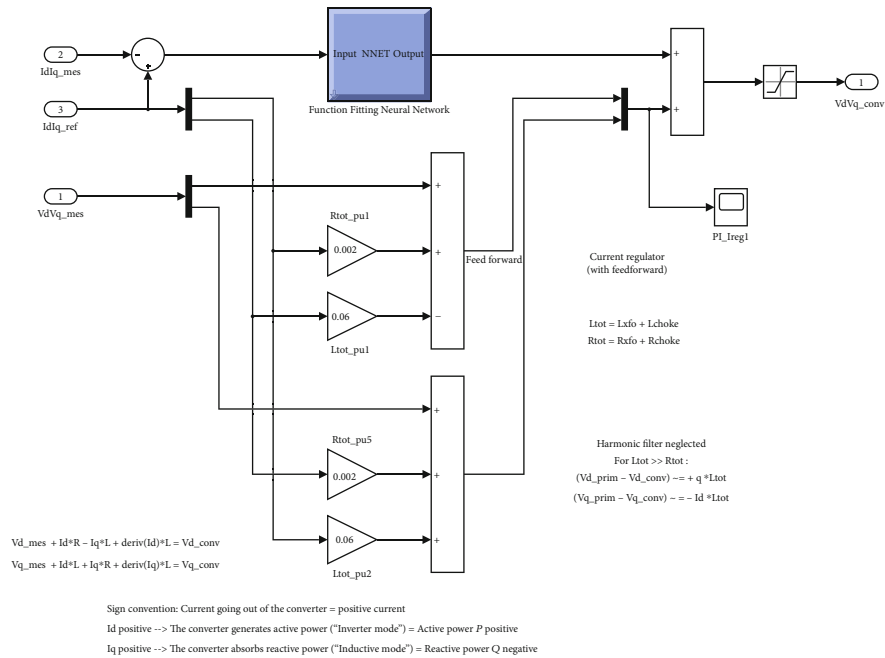 2
IdIq_mes
-
+
Input NNET Output
Function Fitting Neural Network
+
+
1
VdVq_conv
3
IdIq_ref
1
VdVq_mes
+
+
−
Rtot_pu1
0.002
0.06
Ltot_pu1
Feed forward
PI_Ireg1
Current regulator
(with feedforward)
Ltot = Lxfo + Lchoke
Rtot = Rxfo + Rchoke
+
+
+
Rtot_pu5
0.002
0.06
Ltot_pu2
Harmonic filter neglected
For Ltot >> Rtot :
(Vd_prim – Vd_conv) ~= + q *Ltot
(Vq_prim – Vq_conv) ~ = – Id *Ltot
Vd_mes + Id*R – Iq*L + deriv(Id)*L = Vd_conv
Vq_mes + Id*L + Iq*R + deriv(Iq)*L = Vq_conv
Sign convention: Current going out of the converter = positive current
Id positive --> The converter generates active power (“Inverter mode”) = Active power P positive
Iq positive --> The converter absorbs reactive power (“Inductive mode”) = Reactive power Q negative